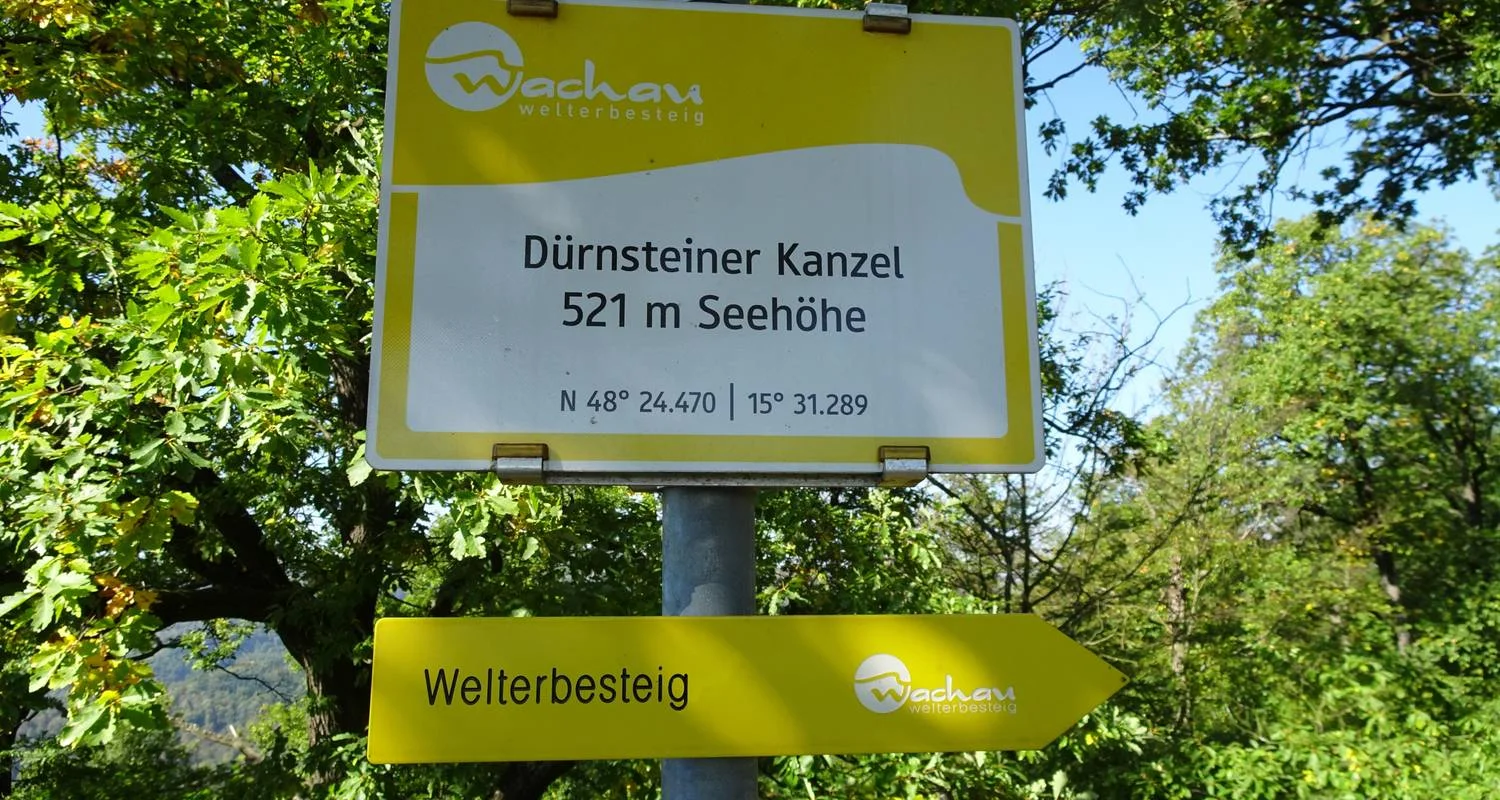 Wachau
welterbesteig
Dürnsteiner Kanzel
521 m Seehöhe
N 48° 24.470 | 15° 31.289
Welterbesteig
Wachau
welterbesteig